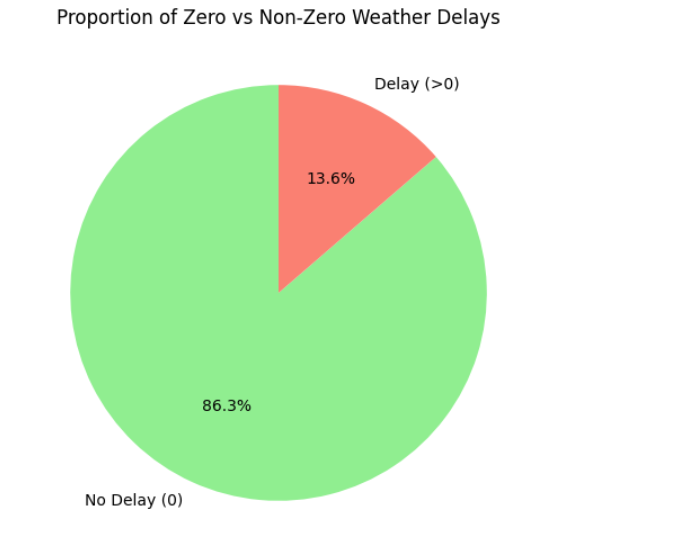 Proportion of Zero vs Non-Zero Weather Delays
Delay (>0)
13.6%
86.3%
No Delay (0)